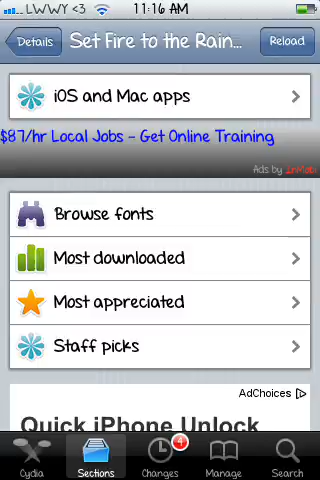 LWWY <3 11:16 AM
Details Set Fire to the Rain... Reload
iOS and Mac apps
$87/hr Local Jobs - Get Online Training
Ads by InMobi
Browse fonts
Most downloaded
Most appreciated
Staff picks
AdChoices
Quick iPhone Unlock
4
Cydia Sections Changes Manage Search